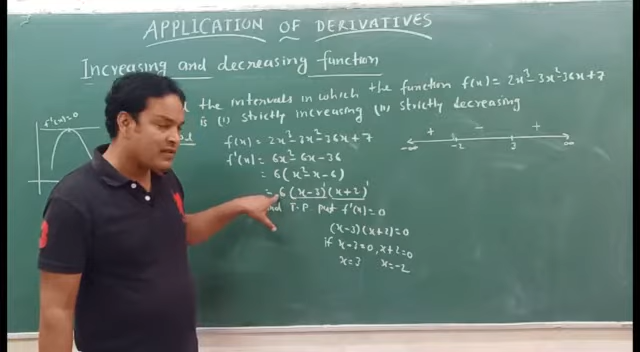 APPLICATION OF DERIVATIVES
Increasing and decreasing function
the intervals in which the function f(x) = 2x³-3x²-36x+7
is (i) strictly increasing (ii) strictly decreasing
f'(x)=0
f(x) = 2x³-3x²-36x+7
f'(x) = 6x²-6x-36
= 6(x²-x-6)
= 6(x-3)(x+2)
T.P. put f'(x)=0
(x-3)(x+2)=0
if x-3=0, x+2=0
x=3 x=-2
+ - +
-∞ -2 3 ∞